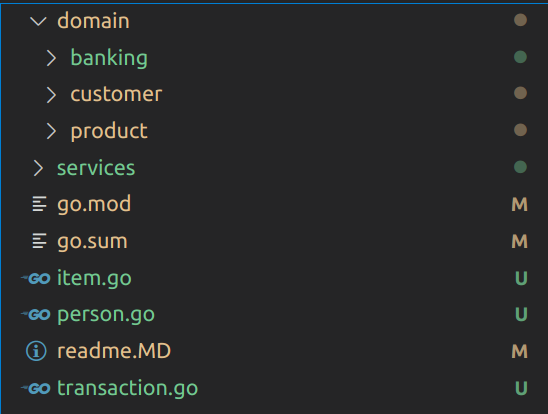 domain
banking
customer
product
services
go.mod M
go.sum M
GO item.go U
GO person.go U
readme.MD M
GO transaction.go U